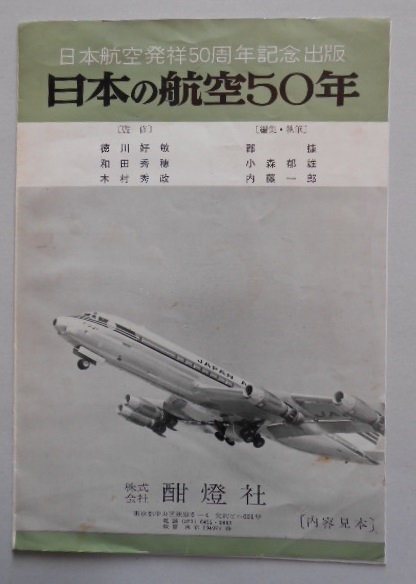 日本航空発祥50周年記念出版
日本の航空50年
〔監修〕
徳川好敏
和田秀穂
木村秀政
〔編集・執筆〕
郡 捷
小森郁雄
内藤一郎
JAPAN
株式会社 酣燈社
〔内容見本〕